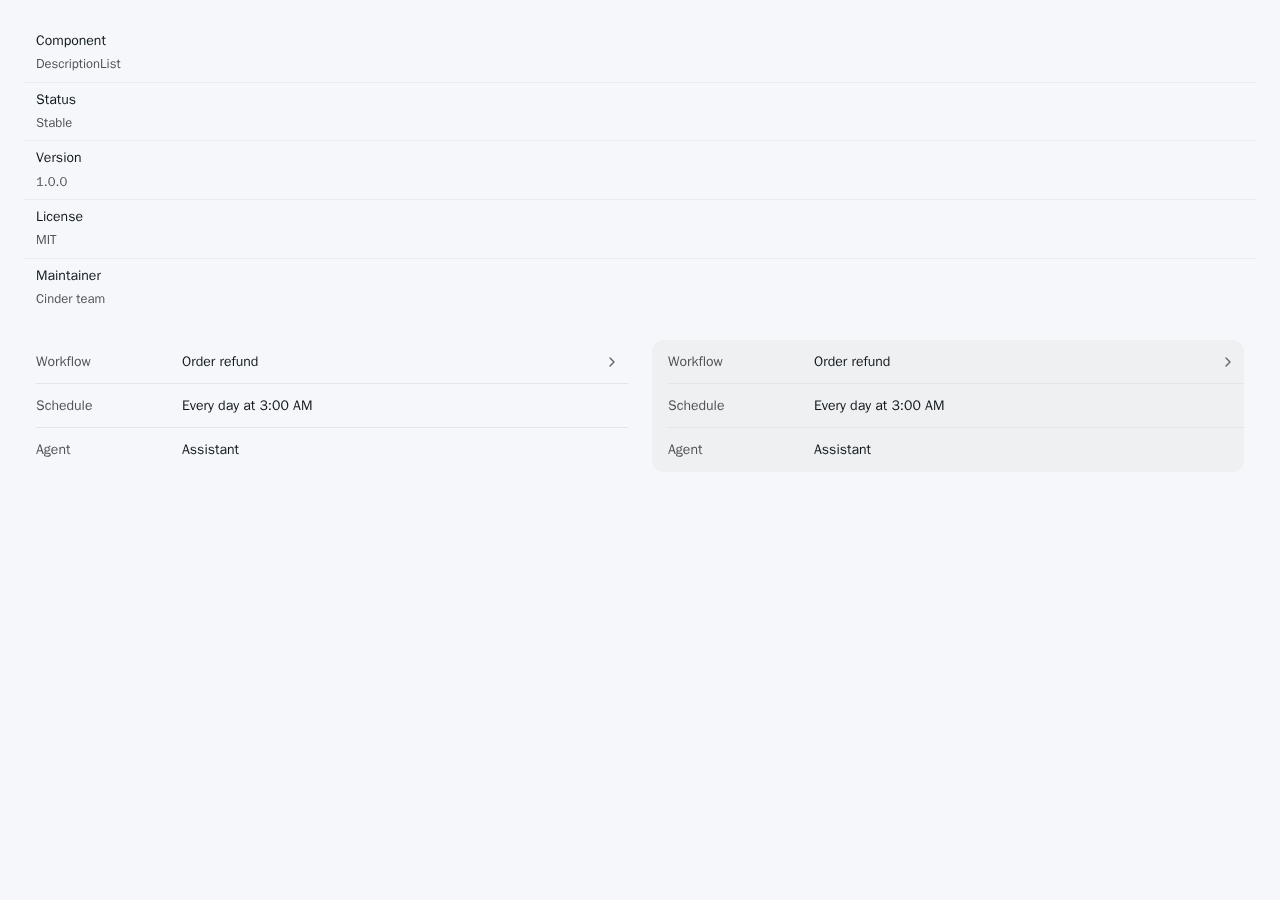 Component
DescriptionList
Status
Stable
Version
1.0.0
License
MIT
Maintainer
Cinder team
Workflow Order refund
Schedule Every day at 3:00 AM
Agent Assistant
Workflow Order refund
Schedule Every day at 3:00 AM
Agent Assistant